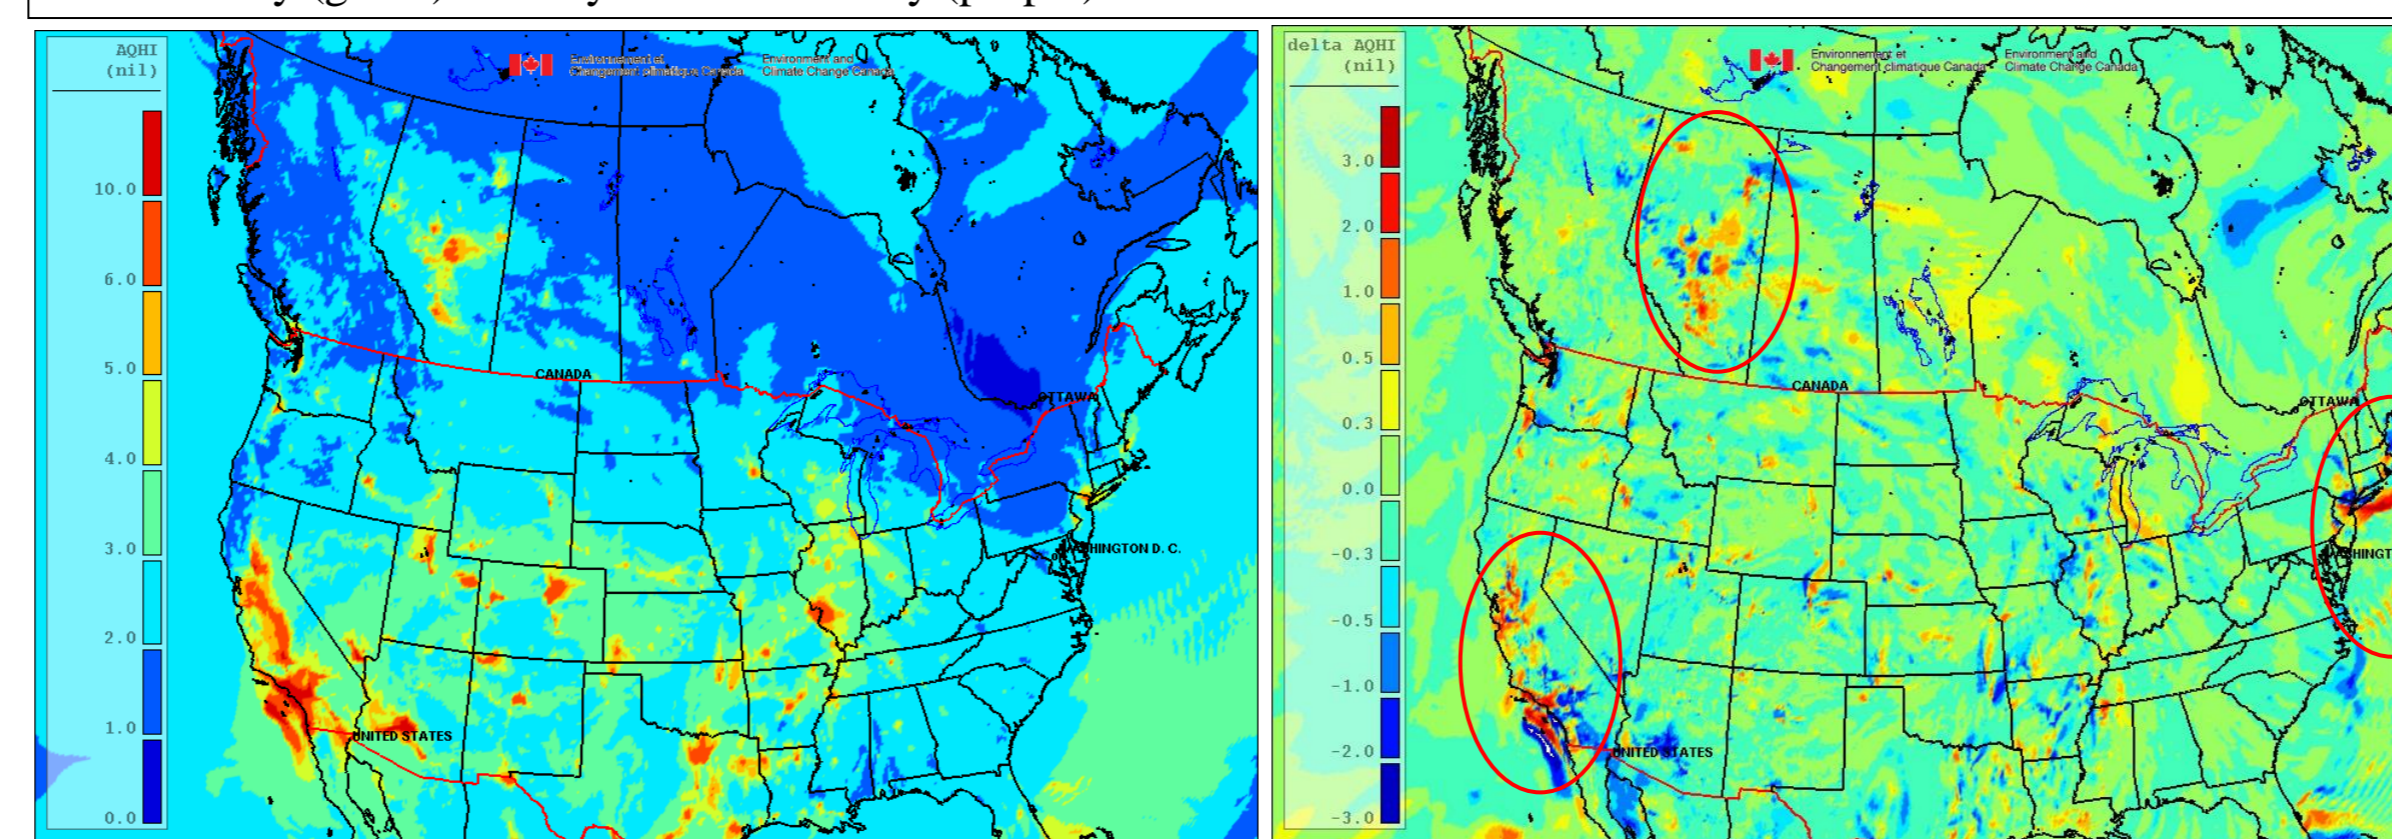 AQHI
(nil)
10.0
6.0
5.0
4.0
3.0
2.0
1.0
0.0
Environnement et
Changement climatique Canada
Environment and
Climate Change Canada
CANADA
OTTAWA
WASHINGTON D. C.
UNITED STATES
delta AQHI
(nil)
3.0
2.0
1.0
0.5
0.3
0.0
-0.3
-0.5
-1.0
-2.0
-3.0
Environnement et
Changement climatique Canada
Environment and
Climate Change Canada
CANADA
OTTAWA
WASHINGT
UNITED STATES